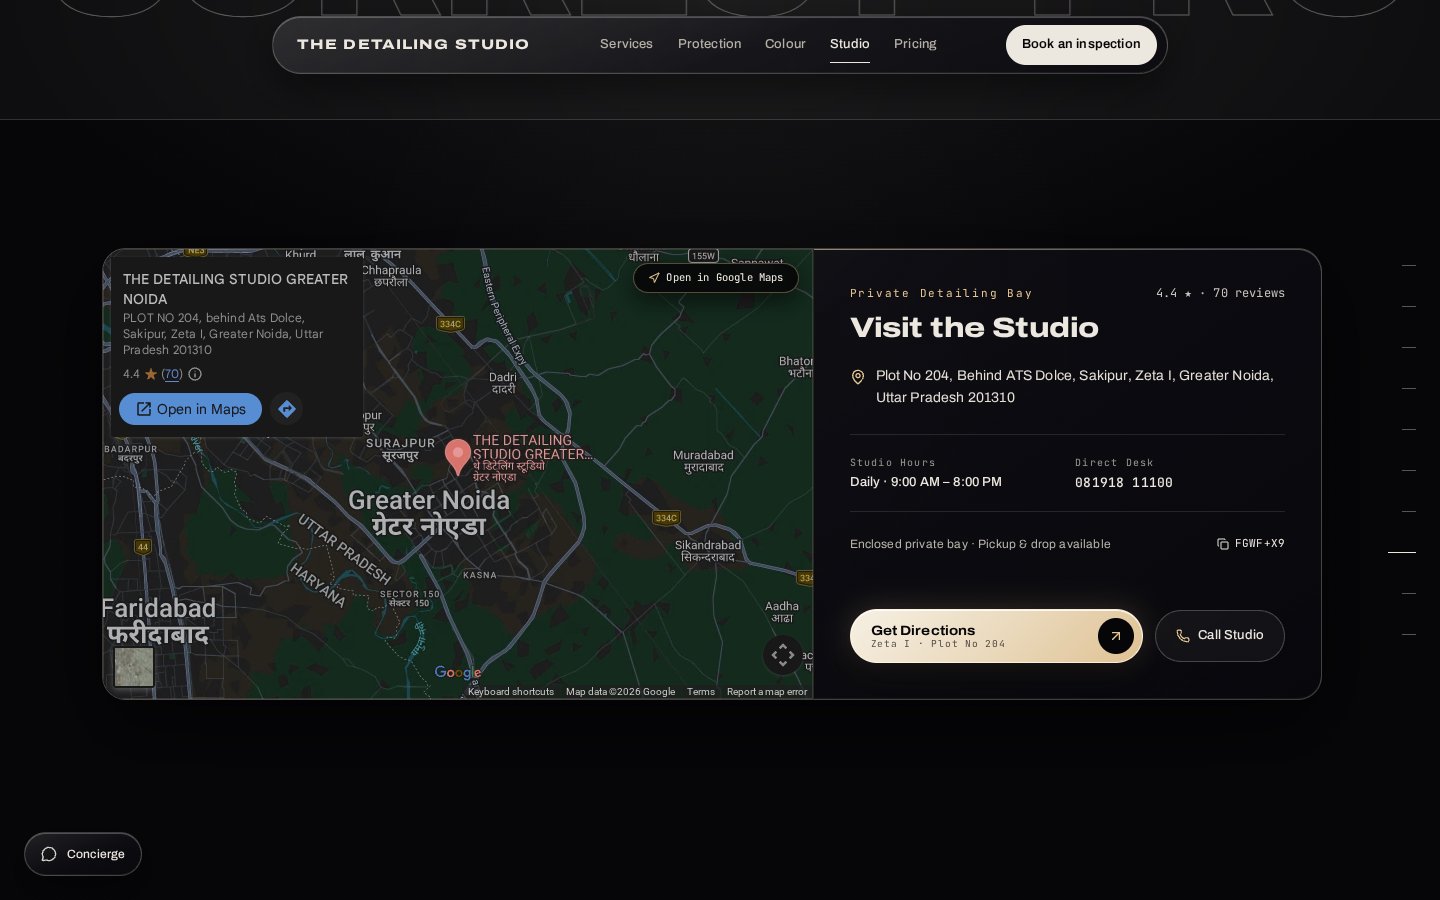 THE DETAILING STUDIO
Services
Protection
Colour
Studio
Pricing
Book an inspection
THE DETAILING STUDIO GREATER
NOIDA
PLOT NO 204, behind Ats Dolce,
Sakipur, Zeta I, Greater Noida, Uttar
Pradesh 201310
4.4 ★ (70)
Open in Maps
Open in Google Maps
लाल कुआन
Chhapraula
छपरौला
धौलाना
155W
Eastern Peripheral Expy
334C
Dadri
दादरी
SURAJPUR
सूरजपुर
THE DETAILING
STUDIO GREATER...
थे डिटेलिंग स्टूडियो
ग्रेटर नोएडा
Greater Noida
ग्रेटर नोएडा
Muradabad
मुरादाबाद
BADARPUR
बदरपुर
44
UTTAR PRADESH
HARYANA
334C
Sikandrabad
सिकन्दराबाद
KASNA
SECTOR 150
सेक्टर 150
Faridabad
फरीदाबाद
Aadha
आढा
Google
Keyboard shortcuts
Map data ©2026 Google
Terms
Report a map error
Private Detailing Bay
4.4 ★ · 70 reviews
Visit the Studio
Plot No 204, Behind ATS Dolce, Sakipur, Zeta I, Greater Noida,
Uttar Pradesh 201310
Studio Hours
Daily · 9:00 AM – 8:00 PM
Direct Desk
081918 11100
Enclosed private bay · Pickup & drop available
FGWF+X9
Get Directions
Zeta I · Plot No 204
Call Studio
Concierge